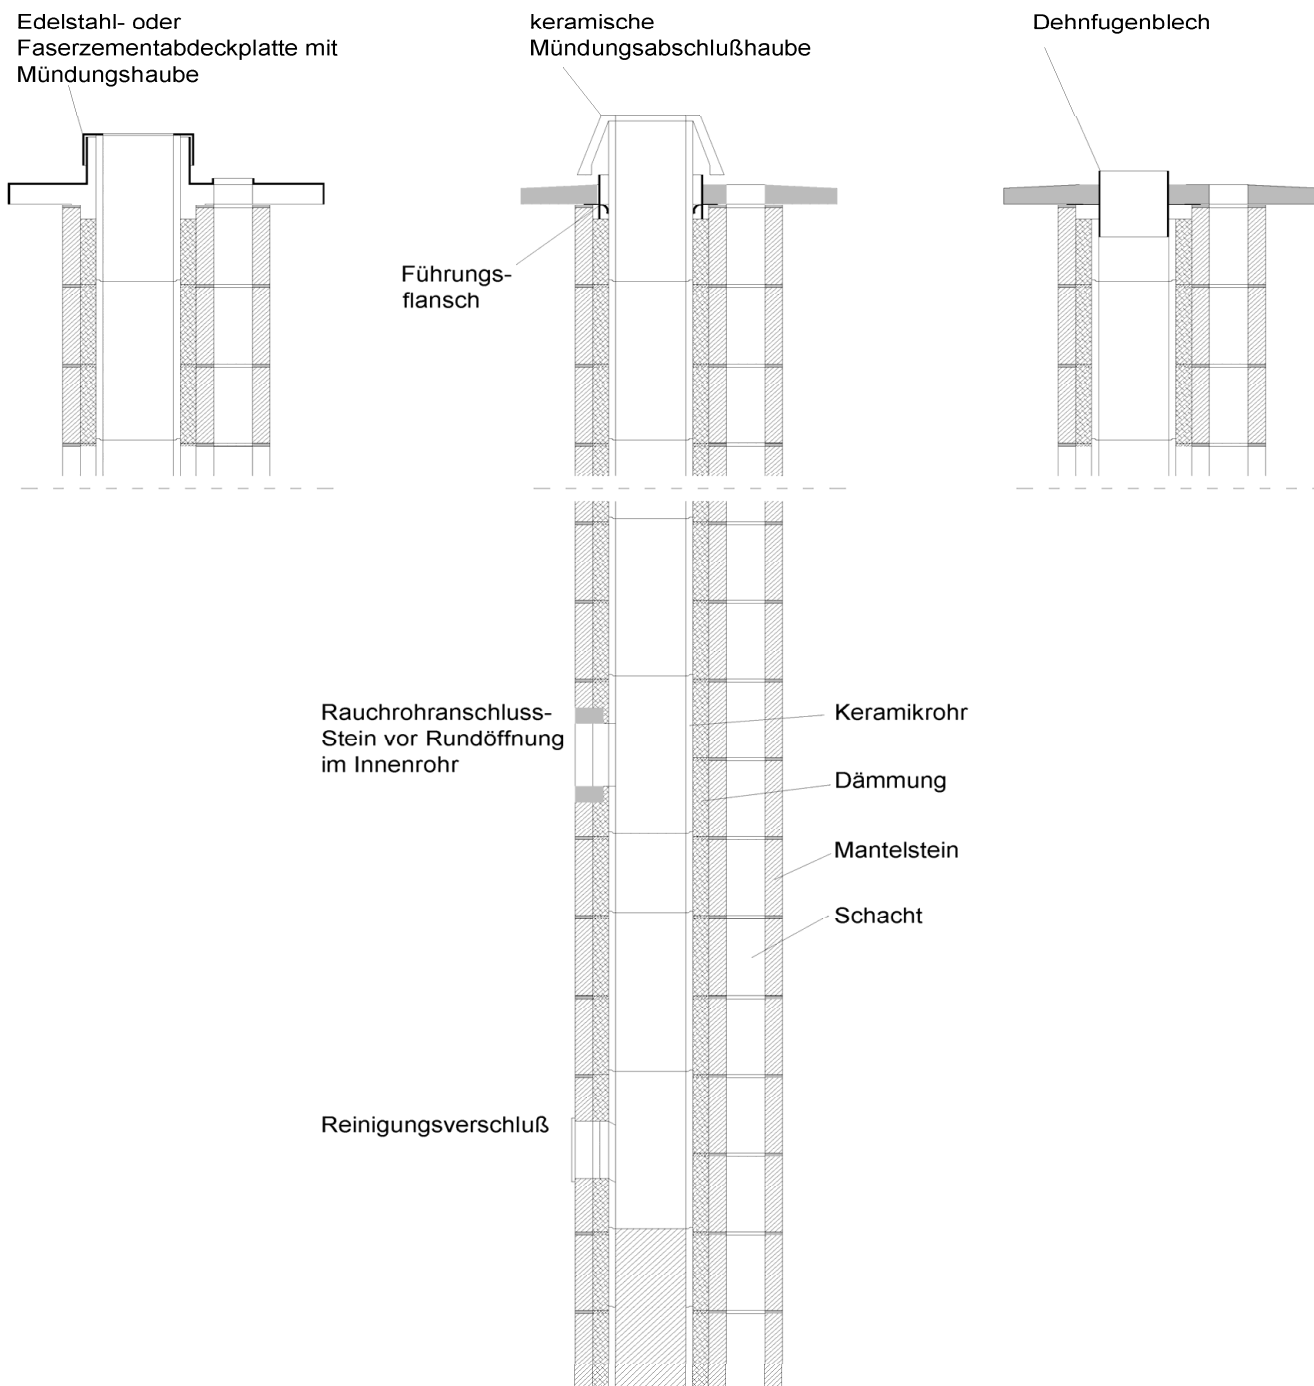 Edelstahl- oder
Faserzementabdeckplatte mit
Mündungshaube
keramische
Mündungsabschlußhaube
Dehnfugenblech
Führungs-
flansch
Rauchrohranschluss-
Stein vor Rundöffnung
im Innenrohr
Keramikrohr
Dämmung
Mantelstein
Schacht
Reinigungsverschluß